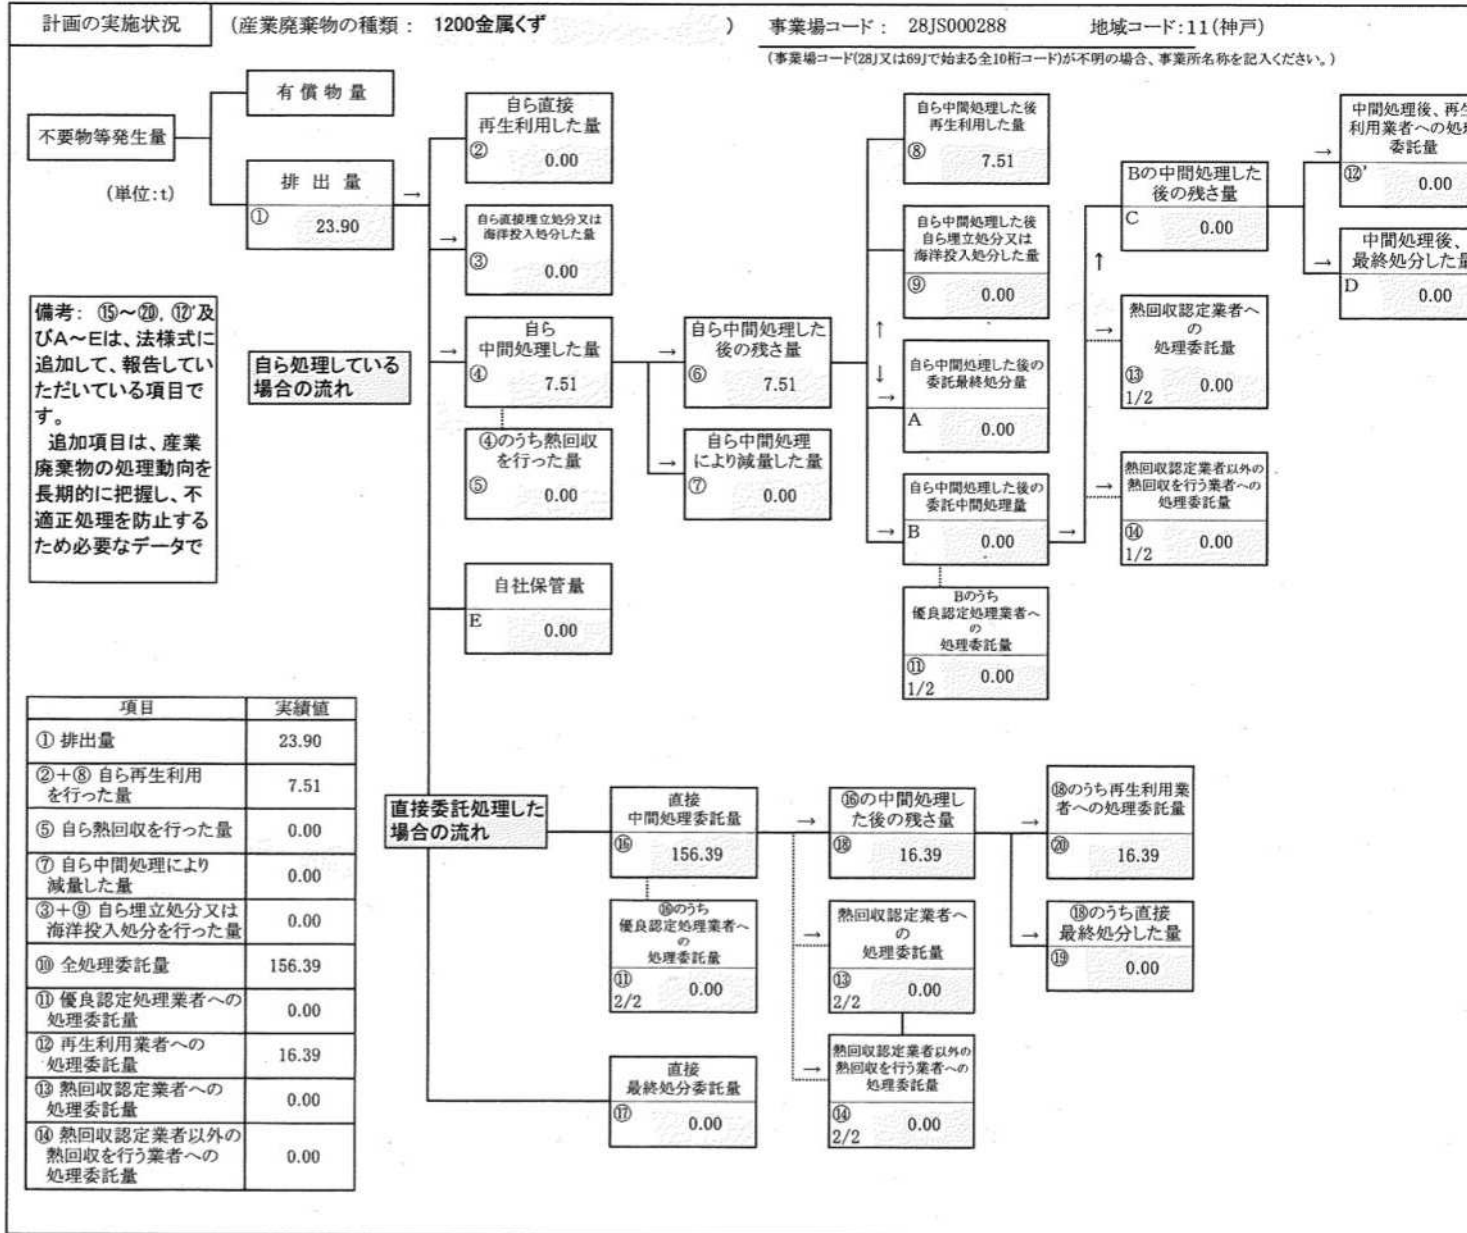 計画の実施状況
(産業廃棄物の種類： 1200金属くず ）
事業場コード： 28JS000288 地域コード：11(神戸)
(事業場コード(28J又は69Jで始まる全10桁コード)が不明の場合、事業所名称を記入ください。)
不要物等発生量
(単位:t)
有償物量
排出量
① 23.90
→
備考： ⑮～⑳，⑫'及
びA～Eは、法様式に
追加して、報告してい
ただいている項目で
す。
追加項目は、産業
廃棄物の処理動向を
長期的に把握し、不
適正処理を防止する
ため必要なデータで
自ら処理している
場合の流れ
自ら直接
再生利用した量
② 0.00
→
自ら直接埋立処分又は
海洋投入処分した量
③ 0.00
→
自ら
中間処理した量
④ 7.51
④のうち熱回収
を行った量
⑤ 0.00
自社保管量
E 0.00
→
自ら中間処理した
後の残さ量
⑥ 7.51
→
自ら中間処理
により減量した量
⑦ 0.00
自ら中間処理した後
再生利用した量
⑧ 7.51
自ら中間処理した後
自ら埋立処分又は
海洋投入処分した量
⑨ 0.00
↑
↓
→
自ら中間処理した後の
委託最終処分量
A 0.00
→
自ら中間処理した後の
委託中間処理量
B 0.00
Bのうち
優良認定処理業者へ
の
処理委託量
⑪
1/2 0.00
→
↑
Bの中間処理した
後の残さ量
C 0.00
→
熱回収認定業者へ
の
処理委託量
⑬
1/2 0.00
→
熱回収認定業者以外の
熱回収を行う業者への
処理委託量
⑭
1/2 0.00
→
中間処理後、再生
利用業者への処理
委託量
⑫' 0.00
→
中間処理後、
最終処分した量
D 0.00
項目 実績値
① 排出量 23.90
②＋⑧ 自ら再生利用
を行った量 7.51
⑤ 自ら熱回収を行った量 0.00
⑦ 自ら中間処理により
減量した量 0.00
③＋⑨ 自ら埋立処分又は
海洋投入処分を行った量 0.00
⑩ 全処理委託量 156.39
⑪ 優良認定処理業者への
処理委託量 0.00
⑫ 再生利用業者への
処理委託量 16.39
⑬ 熱回収認定業者への
処理委託量 0.00
⑭ 熱回収認定業者以外の
熱回収を行う業者への
処理委託量 0.00
直接委託処理した
場合の流れ
直接
中間処理委託量
⑯ 156.39
⑯のうち
優良認定処理業者へ
の
処理委託量
⑪
2/2 0.00
直接
最終処分委託量
⑰ 0.00
→
⑯の中間処理し
た後の残さ量
⑱ 16.39
→
熱回収認定業者へ
の
処理委託量
⑬
2/2 0.00
→
熱回収認定業者以外の
熱回収を行う業者への
処理委託量
⑭
2/2 0.00
→
⑱のうち再生利用業
者への処理委託量
⑳ 16.39
→
⑱のうち直接
最終処分した量
⑲ 0.00